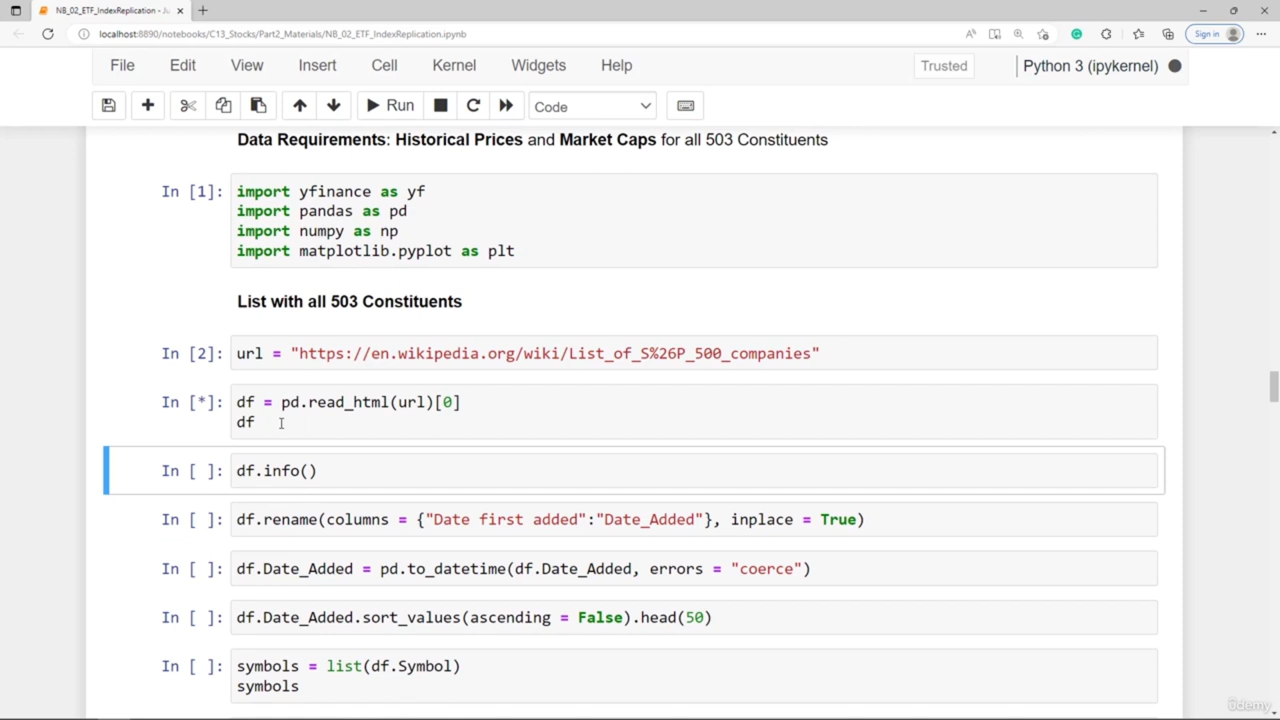 NB_02_ETF_IndexReplication - Ju
localhost:8890/notebooks/C13_Stocks/Part2_Materials/NB_02_ETF_IndexReplication.ipynb
Sign in
File Edit View Insert Cell Kernel Widgets Help Trusted Python 3 (ipykernel)
Run Code
Data Requirements: Historical Prices and Market Caps for all 503 Constituents
In [1]: import yfinance as yf
import pandas as pd
import numpy as np
import matplotlib.pyplot as plt
List with all 503 Constituents
In [2]: url = "https://en.wikipedia.org/wiki/List_of_S%26P_500_companies"
In [*]: df = pd.read_html(url)[0]
df
In [ ]: df.info()
In [ ]: df.rename(columns = {"Date first added":"Date_Added"}, inplace = True)
In [ ]: df.Date_Added = pd.to_datetime(df.Date_Added, errors = "coerce")
In [ ]: df.Date_Added.sort_values(ascending = False).head(50)
In [ ]: symbols = list(df.Symbol)
symbols
Udemy